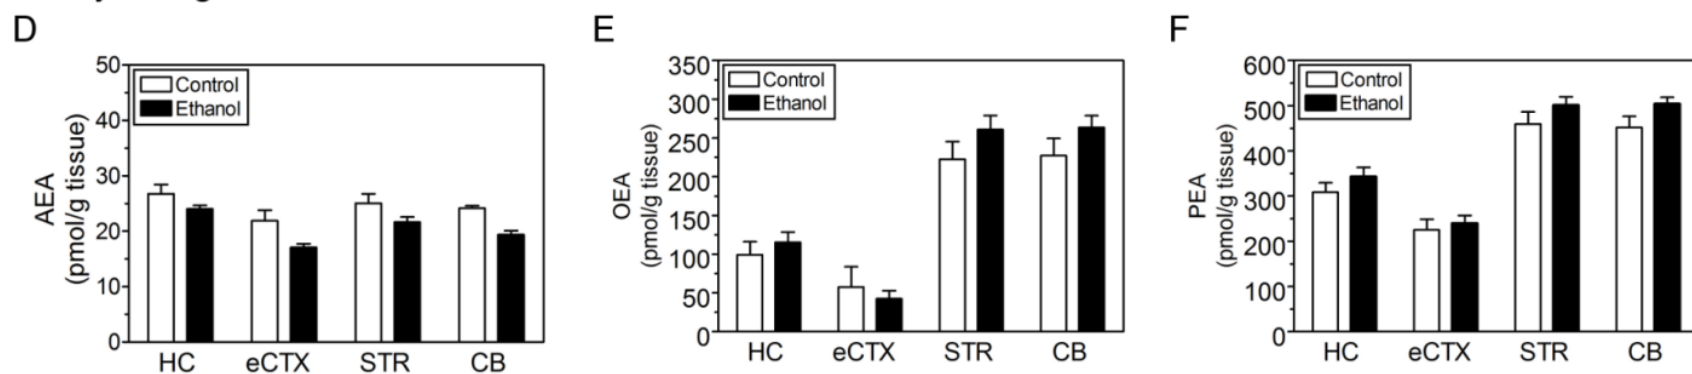 D
AEA
(pmol/g tissue)
50
40
30
20
10
0
Control
Ethanol
HC eCTX STR CB
E
OEA
(pmol/g tissue)
350
300
250
200
150
100
50
0
Control
Ethanol
HC eCTX STR CB
F
PEA
(pmol/g tissue)
600
500
400
300
200
100
0
Control
Ethanol
HC eCTX STR CB